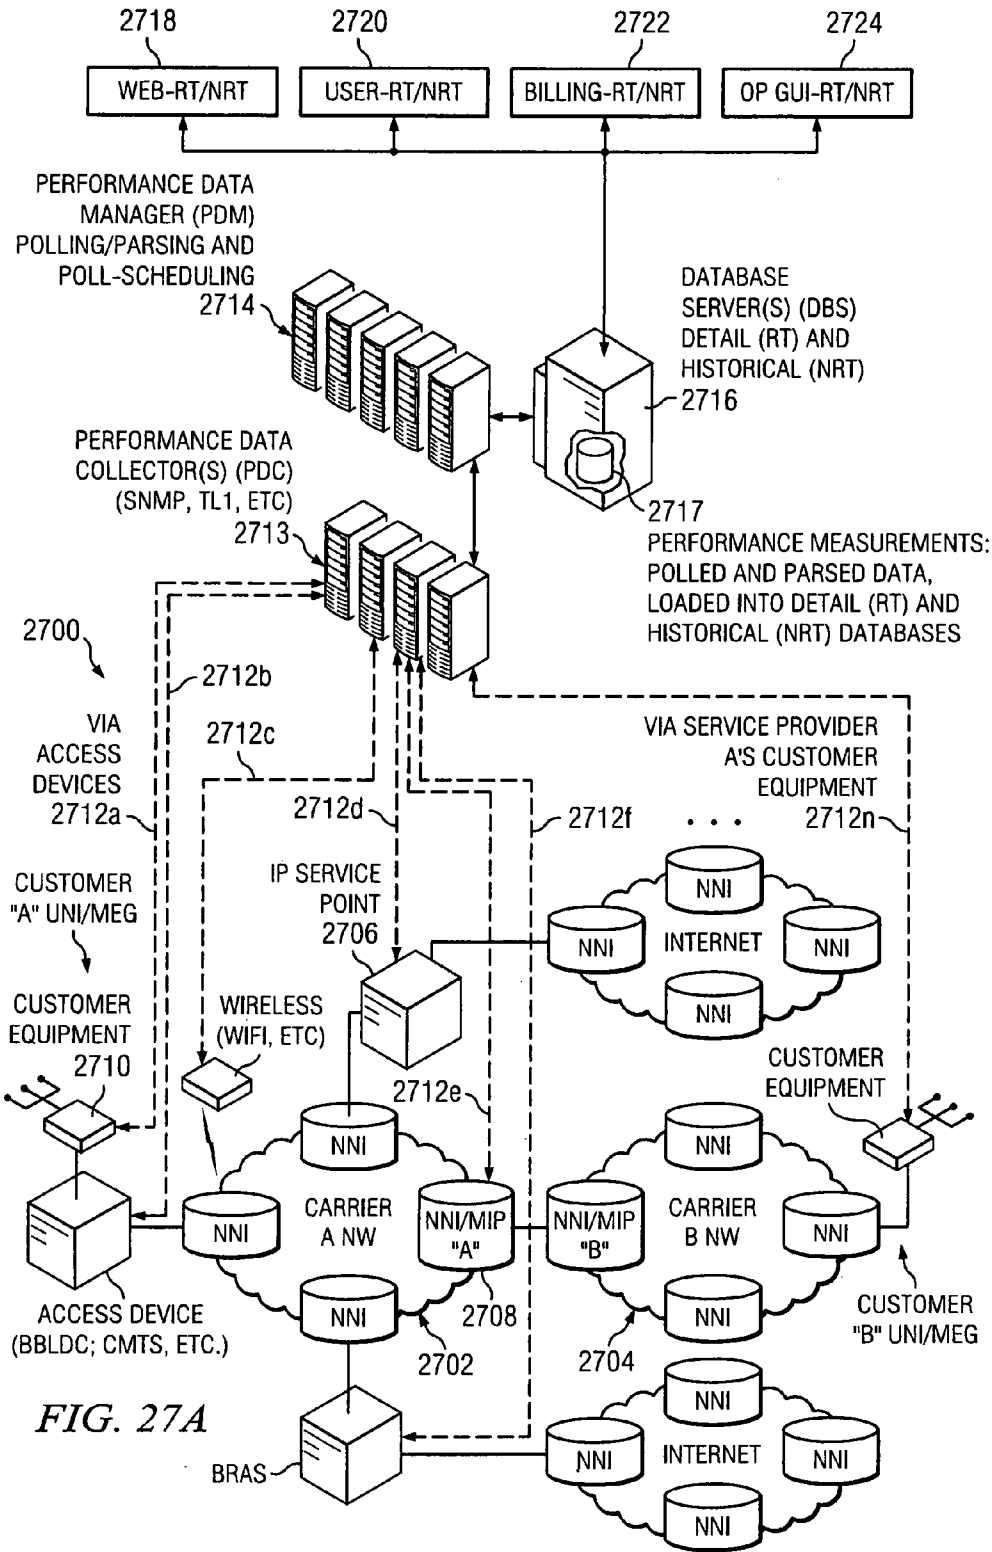 2718
2720
2722
2724
WEB-RT/NRT
USER-RT/NRT
BILLING-RT/NRT
OP GUI-RT/NRT
PERFORMANCE DATA
MANAGER (PDM)
POLLING/PARSING AND
POLL-SCHEDULING
2714
DATABASE
SERVER(S) (DBS)
DETAIL (RT) AND
HISTORICAL (NRT)
2716
PERFORMANCE DATA
COLLECTOR(S) (PDC)
(SNMP, TL1, ETC)
2713
2717
PERFORMANCE MEASUREMENTS:
POLLED AND PARSED DATA,
LOADED INTO DETAIL (RT) AND
HISTORICAL (NRT) DATABASES
2700
2712b
VIA
ACCESS
DEVICES
2712a
2712c
2712d
VIA SERVICE PROVIDER
A'S CUSTOMER
EQUIPMENT
2712f
2712n
. . .
CUSTOMER
"A" UNI/MEG
IP SERVICE
POINT
2706
NNI
NNI
INTERNET
NNI
NNI
CUSTOMER
EQUIPMENT
2710
WIRELESS
(WIFI, ETC)
2712e
CUSTOMER
EQUIPMENT
NNI
NNI
CARRIER
A NW
NNI/MIP
"A"
NNI
2708
2702
NNI
NNI/MIP
"B"
CARRIER
B NW
NNI
NNI
2704
CUSTOMER
"B" UNI/MEG
ACCESS DEVICE
(BBLDC; CMTS, ETC.)
BRAS
NNI
NNI
INTERNET
NNI
NNI
FIG. 27A